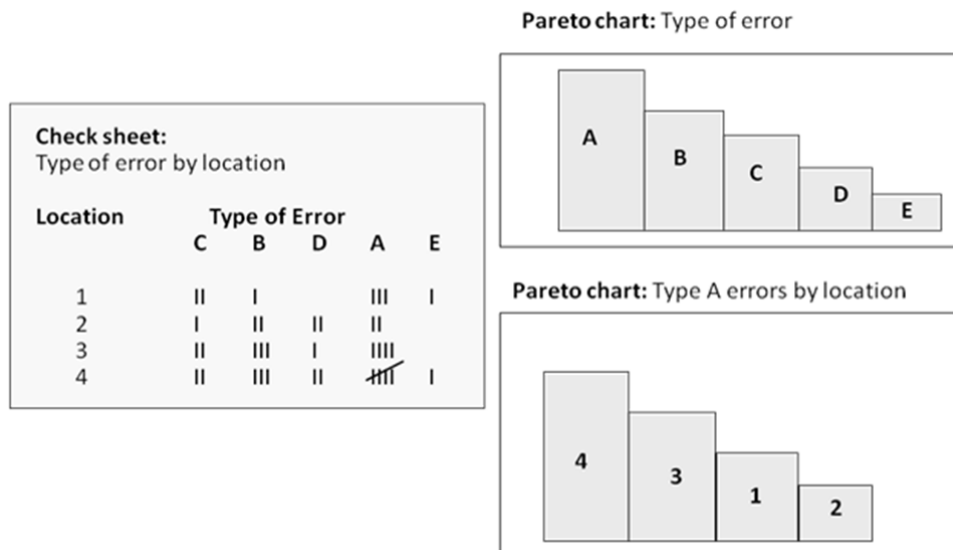 Check sheet:
Type of error by location
Location Type of Error
C B D A E
1 II I III I
2 I II II II
3 II III I IIII
4 II III II IIII I
Pareto chart: Type of error
A
B
C
D
E
Pareto chart: Type A errors by location
4
3
1
2